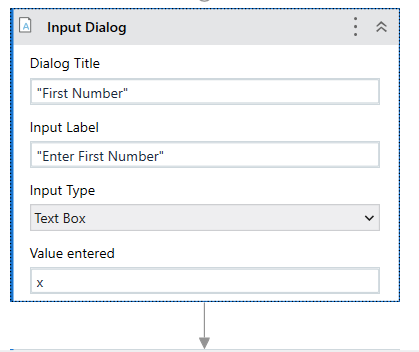 Input Dialog
Dialog Title
"First Number"
Input Label
"Enter First Number"
Input Type
Text Box
Value entered
x